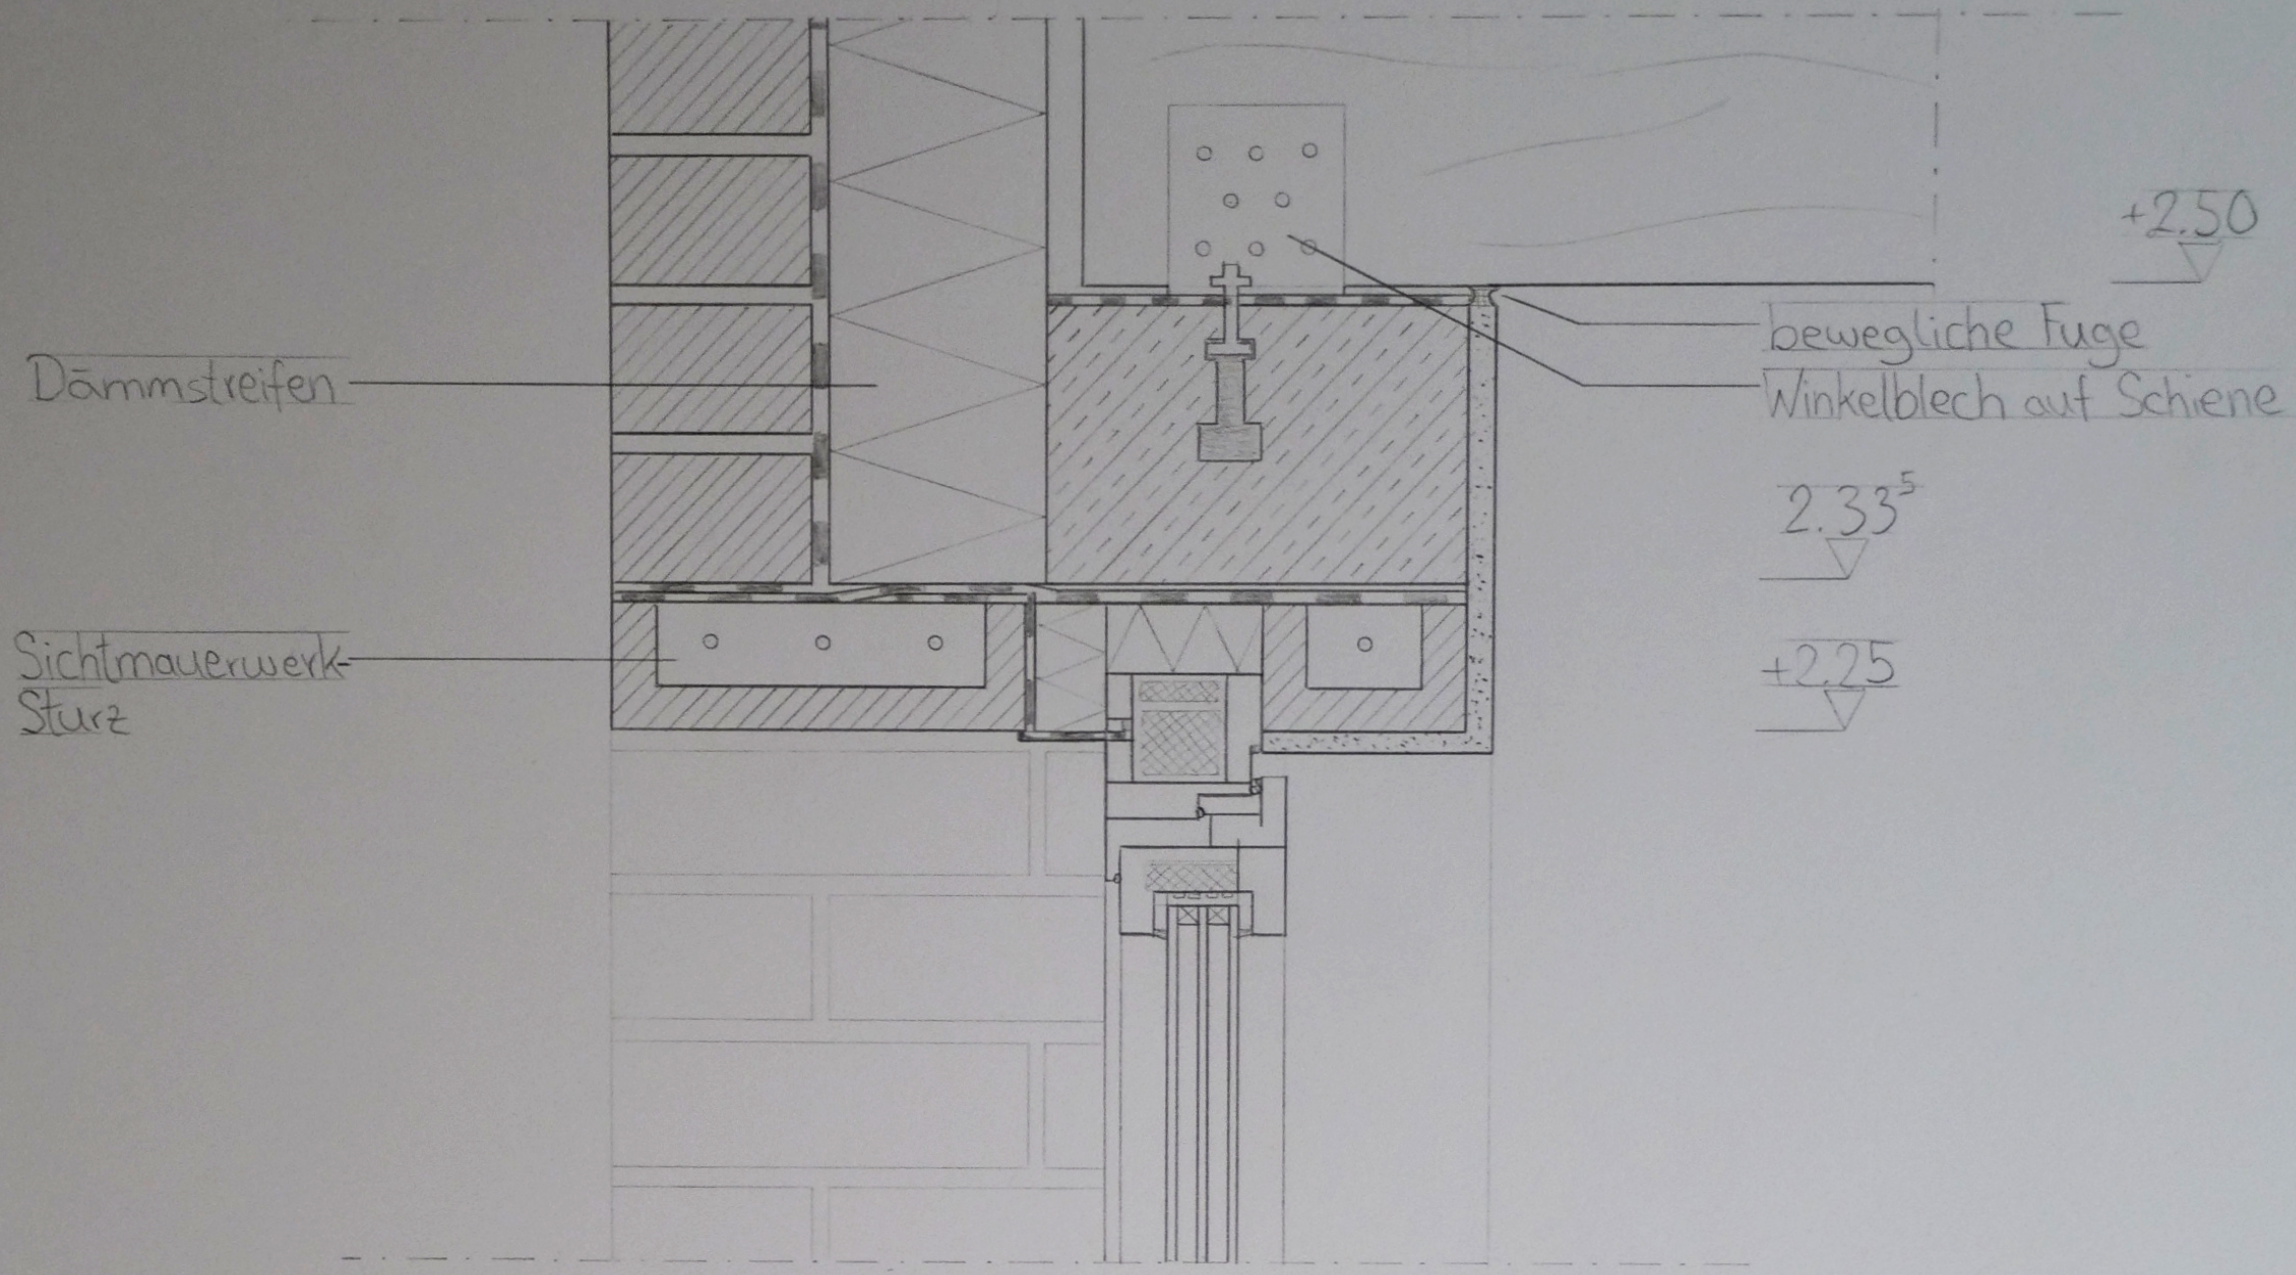 +2.50
bewegliche Fuge
Winkelblech auf Schiene
Dämmstreifen
2.33⁵
Sichtmauerwerk-
Sturz
+2.25